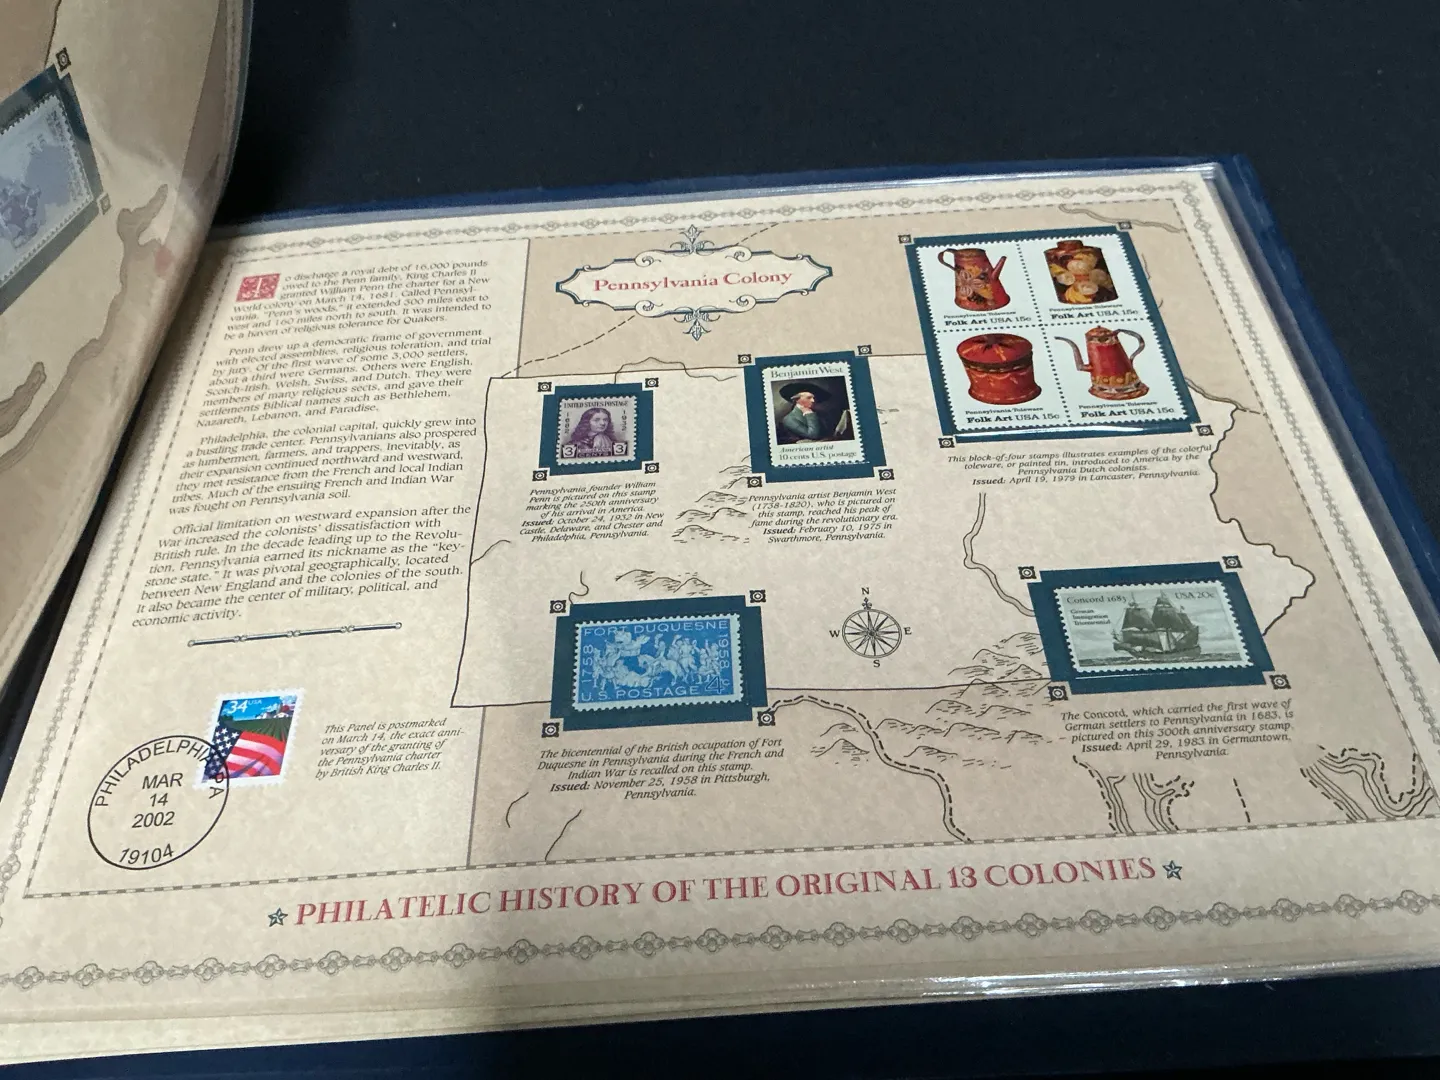 To discharge a royal debt of 16,000 pounds
owed to the Penn family, King Charles II
granted William Penn the charter for a New
World colony on March 14, 1681. Called Pennsyl-
vania, "Penn's woods," it extended 300 miles east to
west and 160 miles north to south. It was intended to
be a haven of religious tolerance for Quakers.
Penn drew up a democratic frame of government
with elected assemblies, religious toleration, and trial
by jury. Of the first wave of some 3,000 settlers,
about a third were Germans. Others were English,
Scotch-Irish, Welsh, Swiss, and Dutch. They were
members of many religious sects, and gave their
settlements Biblical names such as Bethlehem,
Nazareth, Lebanon, and Paradise.
Philadelphia, the colonial capital, quickly grew into
a bustling trade center. Pennsylvanians also prospered
as lumbermen, farmers, and trappers. Inevitably, as
their expansion continued northward and westward,
they met resistance from the French and local Indian
tribes. Much of the ensuing French and Indian War
was fought on Pennsylvania soil.
Official limitation on westward expansion after the
War increased the colonists' dissatisfaction with
British rule. In the decade leading up to the Revolu-
tion, Pennsylvania earned its nickname as the "key-
stone state." It was pivotal geographically, located
between New England and the colonies of the south.
It also became the center of military, political, and
economic activity.
34 USA
PHILADELPHIA PA
MAR
14
2002
19104
This Panel is postmarked
on March 14, the exact anni-
versary of the granting of
the Pennsylvania charter
by British King Charles II.
Pennsylvania Colony
UNITED STATES POSTAGE
1682
1932
3 3
Pennsylvania founder William
Penn is pictured on this stamp
marking the 250th anniversary
of his arrival in America.
Issued: October 24, 1932 in New
Castle, Delaware, and Chester and
Philadelphia, Pennsylvania.
Benjamin West
American artist
10 cents U.S. postage
Pennsylvania artist Benjamin West
(1738-1820), who is pictured on
this stamp, reached his peak of
fame during the revolutionary era.
Issued: February 10, 1975 in
Swarthmore, Pennsylvania.
Pennsylvania Toleware
Folk Art USA 15c
Pennsylvania Toleware
Folk Art USA 15c
Pennsylvania Toleware
Folk Art USA 15c
Pennsylvania Toleware
Folk Art USA 15c
This block-of-four stamps illustrates examples of the colorful
toleware, or painted tin, introduced to America by the
Pennsylvania Dutch colonists.
Issued: April 19, 1979 in Lancaster, Pennsylvania.
FORT DUQUESNE
1758
1958
U.S. POSTAGE 4¢
The bicentennial of the British occupation of Fort
Duquesne in Pennsylvania during the French and
Indian War is recalled on this stamp.
Issued: November 25, 1958 in Pittsburgh,
Pennsylvania.
N
W E
S
Concord 1683 USA 20c
German
Immigration
Tricentennial
The Concord, which carried the first wave of
German settlers to Pennsylvania in 1683, is
pictured on this 300th anniversary stamp.
Issued: April 29, 1983 in Germantown,
Pennsylvania.
PHILATELIC HISTORY OF THE ORIGINAL 13 COLONIES